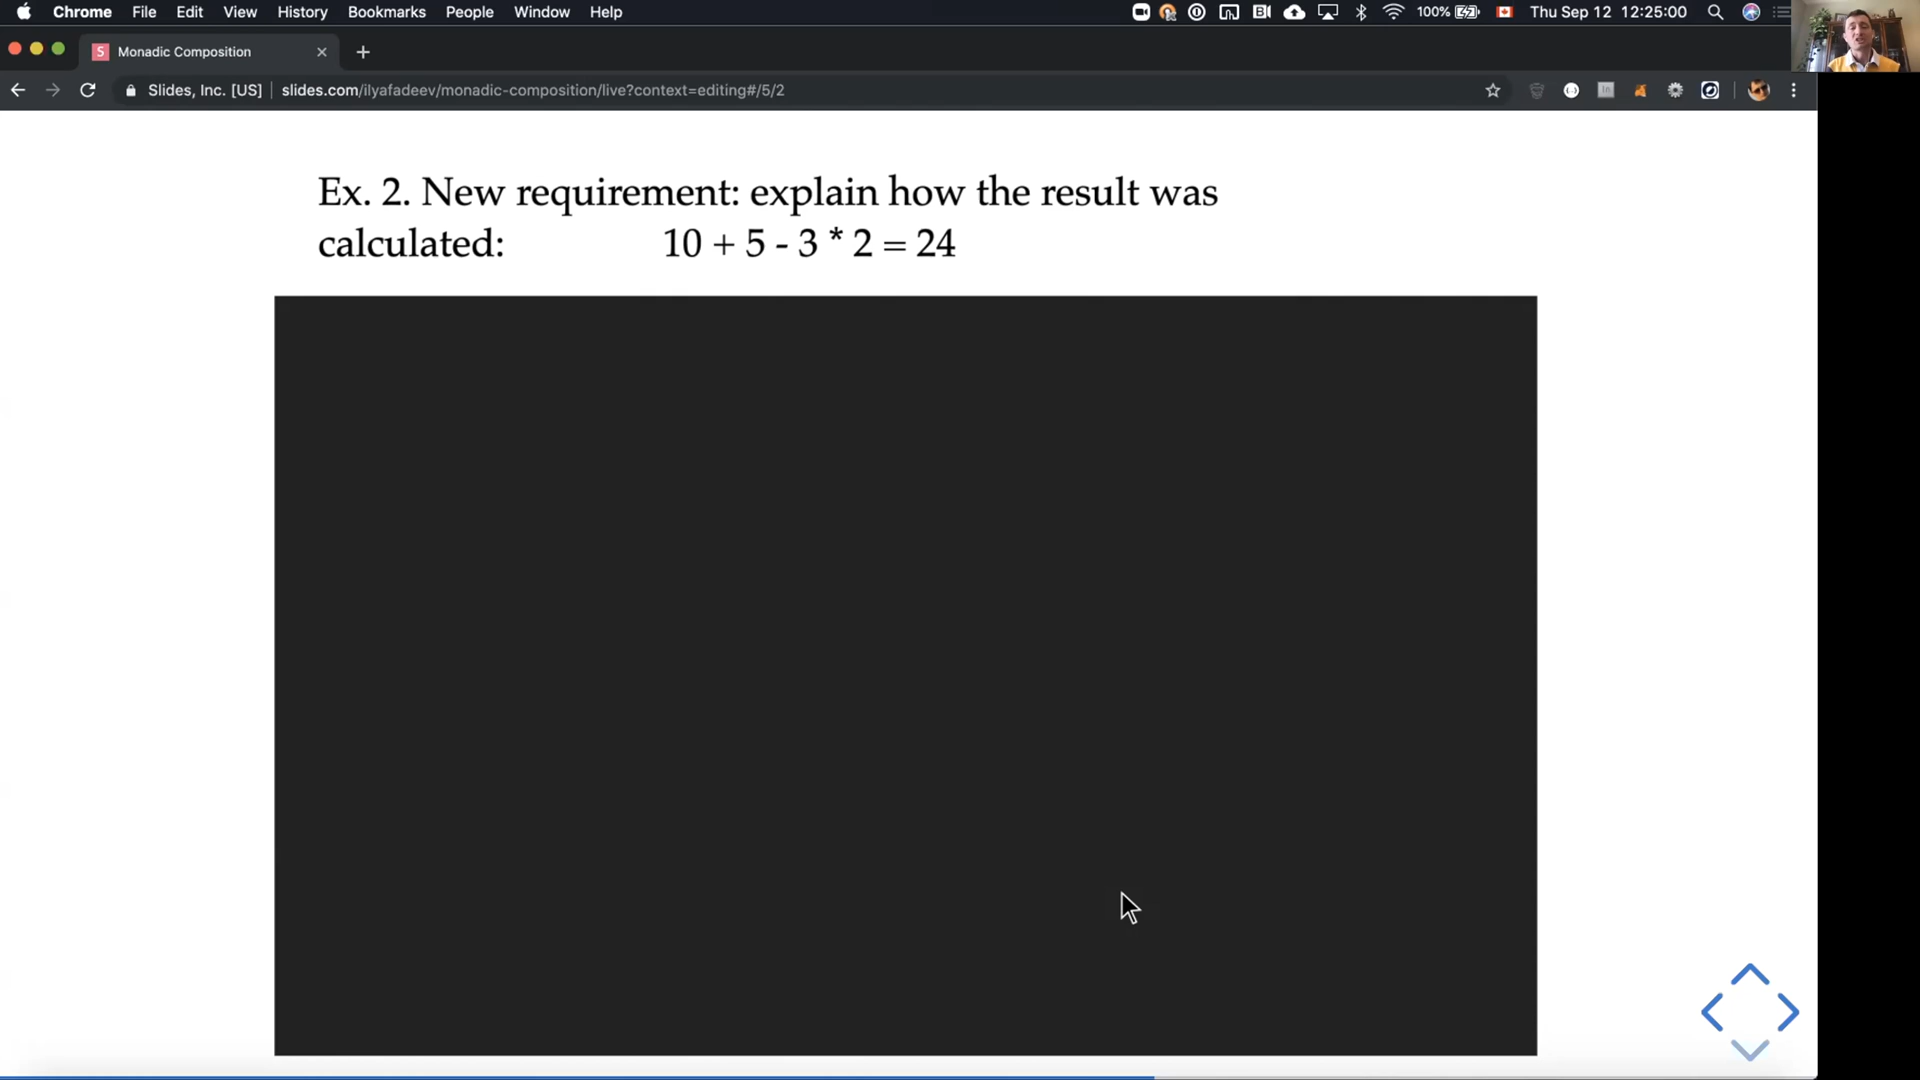 Chrome File Edit View History Bookmarks People Window Help 100% Thu Sep 12 12:25:00
S Monadic Composition
Slides, Inc. [US] slides.com/ilyafadeev/monadic-composition/live?context=editing#/5/2
Ex. 2. New requirement: explain how the result was
calculated: 10 + 5 - 3 * 2 = 24